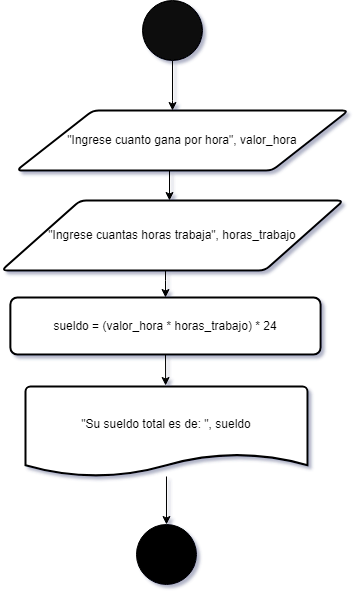 "Ingrese cuanto gana por hora", valor_hora
"Ingrese cuantas horas trabaja", horas_trabajo
sueldo = (valor_hora * horas_trabajo) * 24
"Su sueldo total es de: ", sueldo